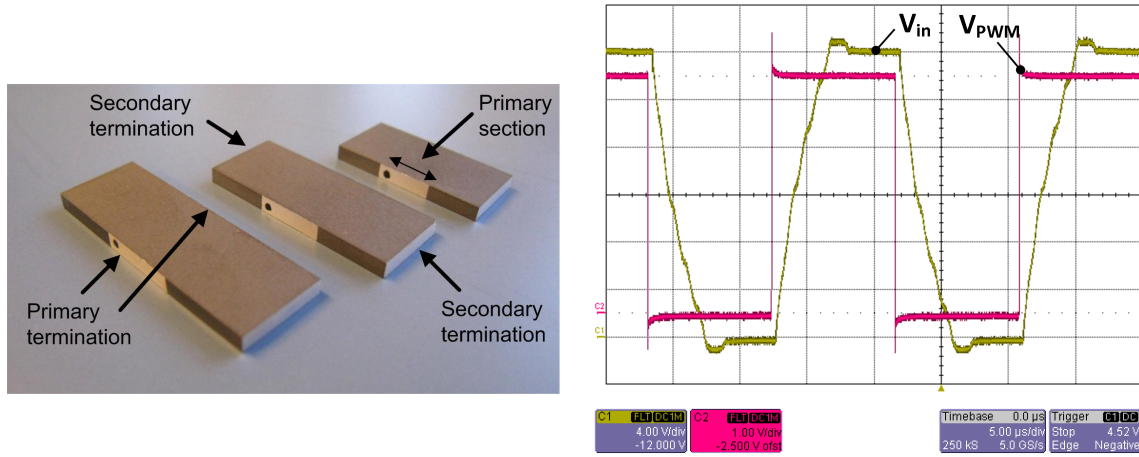 Secondary
termination
Primary
section
Primary
termination
Secondary
termination
Vin
VPWM
C2
C1
C1 FLT DC1M
4.00 V/div
-12.000 V
C2 FLT DC1M
1.00 V/div
-2.500 V ofst
Timebase 0.0 µs
5.00 µs/div
250 kS 5.0 GS/s
Trigger C1 DC
Stop 4.52 V
Edge Negative